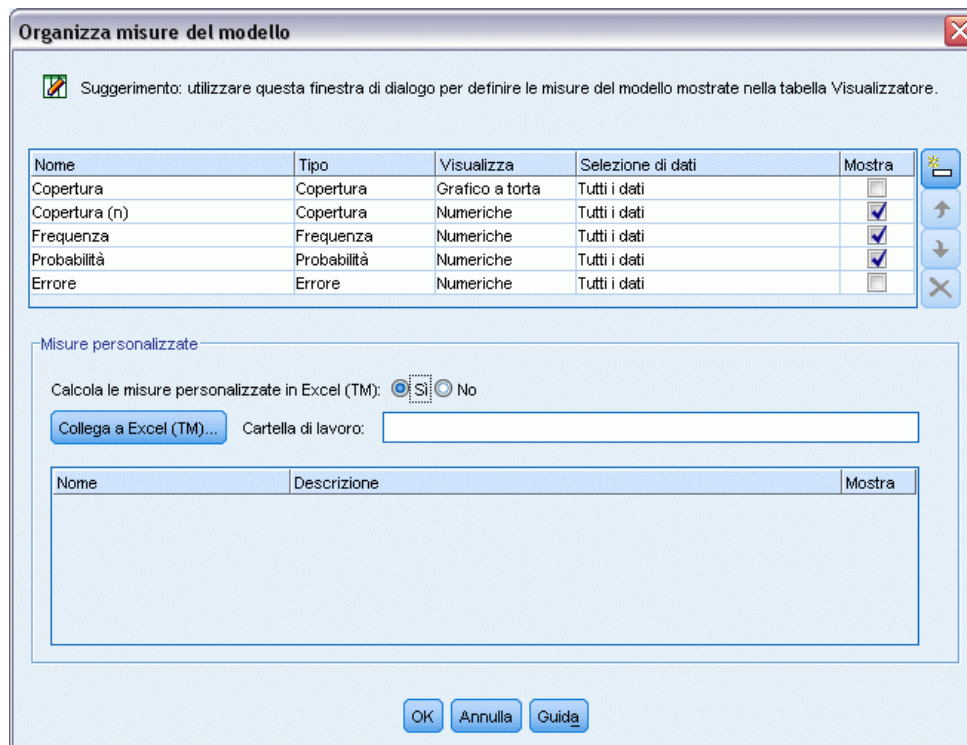 Organizza misure del modello
Suggerimento: utilizzare questa finestra di dialogo per definire le misure del modello mostrate nella tabella Visualizzatore.
Nome Tipo Visualizza Selezione di dati Mostra
Copertura Copertura Grafico a torta Tutti i dati
Copertura (n) Copertura Numeriche Tutti i dati
Frequenza Frequenza Numeriche Tutti i dati
Probabilità Probabilità Numeriche Tutti i dati
Errore Errore Numeriche Tutti i dati
Misure personalizzate
Calcola le misure personalizzate in Excel (TM): Sì No
Collega a Excel (TM)... Cartella di lavoro:
Nome Descrizione Mostra
OK Annulla Guida